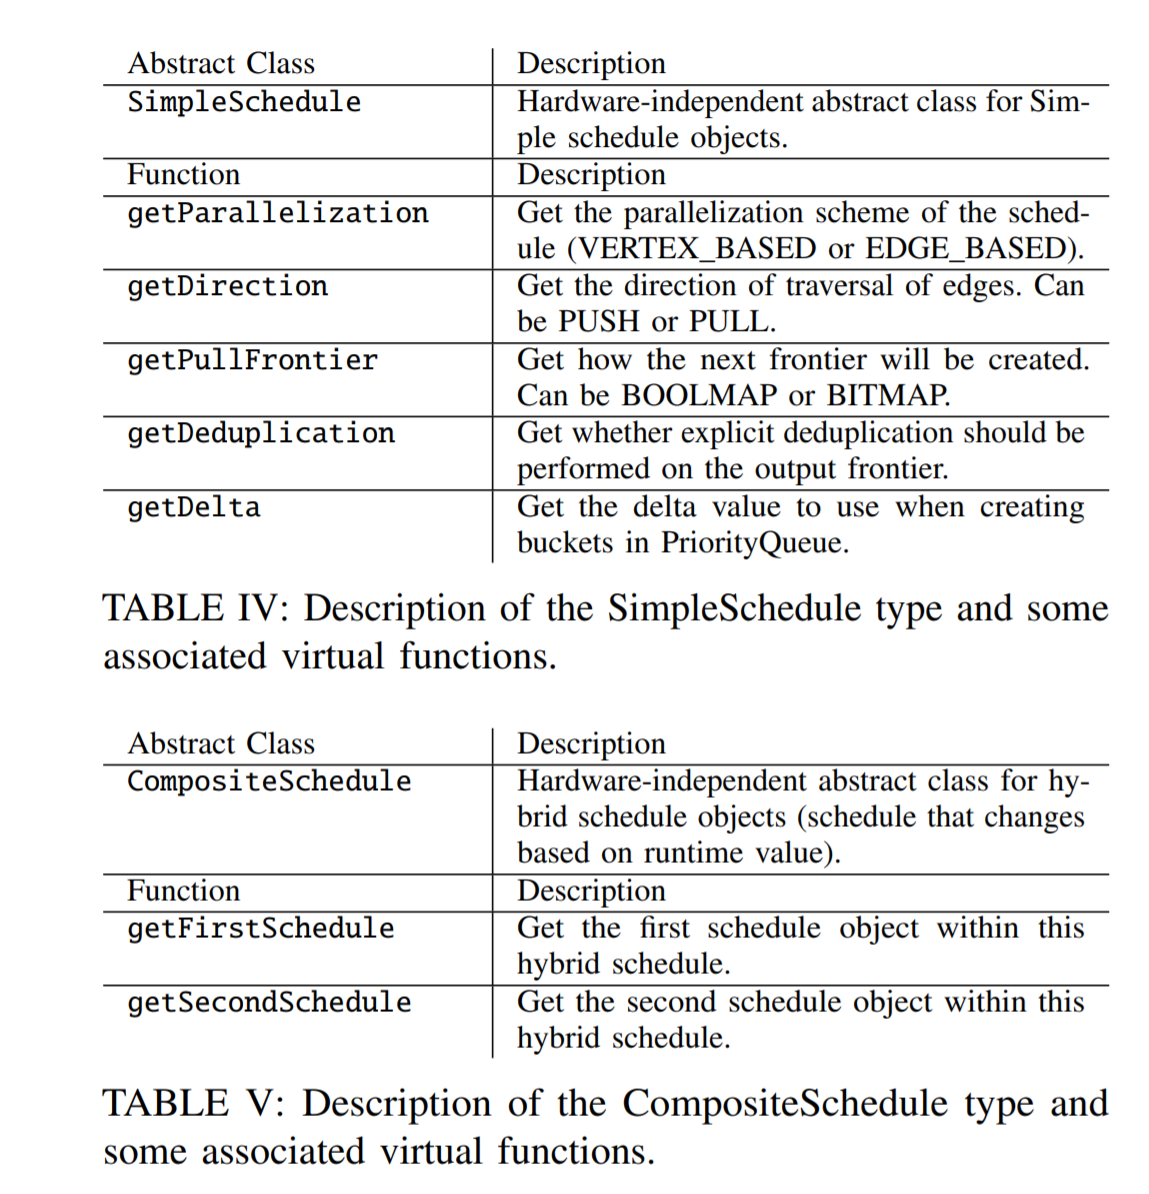 Abstract Class Description
SimpleSchedule Hardware-independent abstract class for Sim-
ple schedule objects.
Function Description
getParallelization Get the parallelization scheme of the sched-
ule (VERTEX_BASED or EDGE_BASED).
getDirection Get the direction of traversal of edges. Can
be PUSH or PULL.
getPullFrontier Get how the next frontier will be created.
Can be BOOLMAP or BITMAP.
getDeduplication Get whether explicit deduplication should be
performed on the output frontier.
getDelta Get the delta value to use when creating
buckets in PriorityQueue.
TABLE IV: Description of the SimpleSchedule type and some
associated virtual functions.
Abstract Class Description
CompositeSchedule Hardware-independent abstract class for hy-
brid schedule objects (schedule that changes
based on runtime value).
Function Description
getFirstSchedule Get the first schedule object within this
hybrid schedule.
getSecondSchedule Get the second schedule object within this
hybrid schedule.
TABLE V: Description of the CompositeSchedule type and
some associated virtual functions.